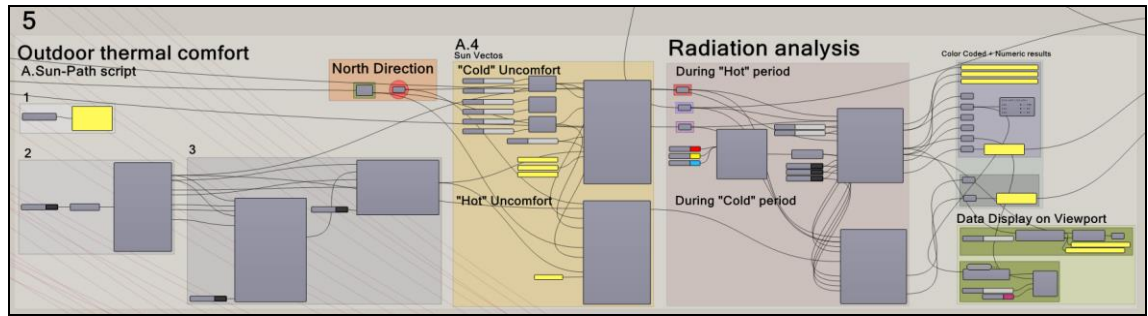 5
Outdoor thermal comfort
A.Sun-Path script
1
2
3
North Direction
A.4
Sun Vectos
"Cold" Uncomfort
"Hot" Uncomfort
Radiation analysis
During "Hot" period
During "Cold" period
Color Coded + Numeric results
Data Display on Viewport